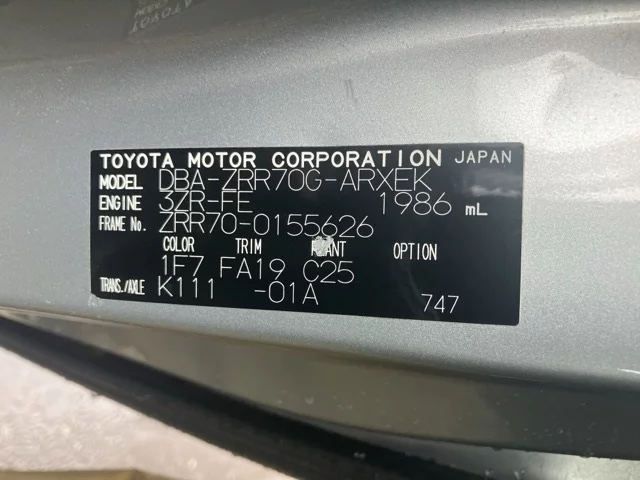 TOYOTA MOTOR CORPORATION JAPAN
MODEL DBA-ZRR70G-ARXEK
ENGINE 3ZR-FE 1986 mL
FRAME No. ZRR70-0155626
COLOR TRIM PLANT OPTION
1F7 FA19 C25
TRANS./AXLE K111 -01A 747